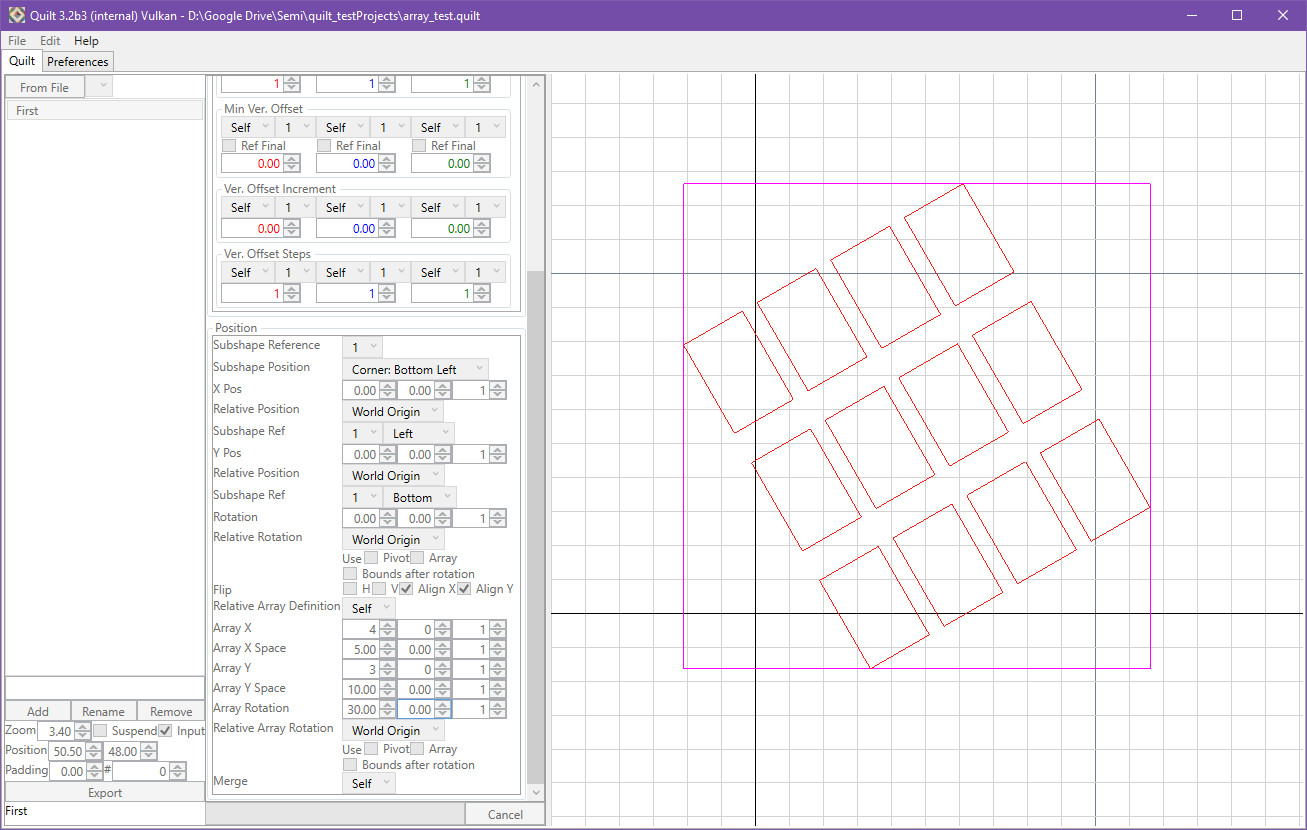 Quilt 3.2b3 (internal) Vulkan - D:\Google Drive\Semi\quilt_testProjects\array_test.quilt
File Edit Help
Quilt Preferences
From File
First
1 1 1
Min Ver. Offset
Self 1 Self 1 Self 1
Ref Final Ref Final Ref Final
0.00 0.00 0.00
Ver. Offset Increment
Self 1 Self 1 Self 1
0.00 0.00 0.00
Ver. Offset Steps
Self 1 Self 1 Self 1
1 1 1
Position
Subshape Reference 1
Subshape Position Corner: Bottom Left
X Pos 0.00 0.00 1
Relative Position World Origin
Subshape Ref 1 Left
Y Pos 0.00 0.00 1
Relative Position World Origin
Subshape Ref 1 Bottom
Rotation 0.00 0.00 1
Relative Rotation World Origin
Use Pivot Array
Bounds after rotation
Flip H V Align X Align Y
Relative Array Definition Self
Array X 4 0 1
Array X Space 5.00 0.00 1
Array Y 3 0 1
Array Y Space 10.00 0.00 1
Array Rotation 30.00 0.00 1
Relative Array Rotation World Origin
Use Pivot Array
Bounds after rotation
Merge Self
Add Rename Remove
Zoom 3.40 Suspend Input
Position 50.50 48.00
Padding 0.00 # 0
Export
First
Cancel